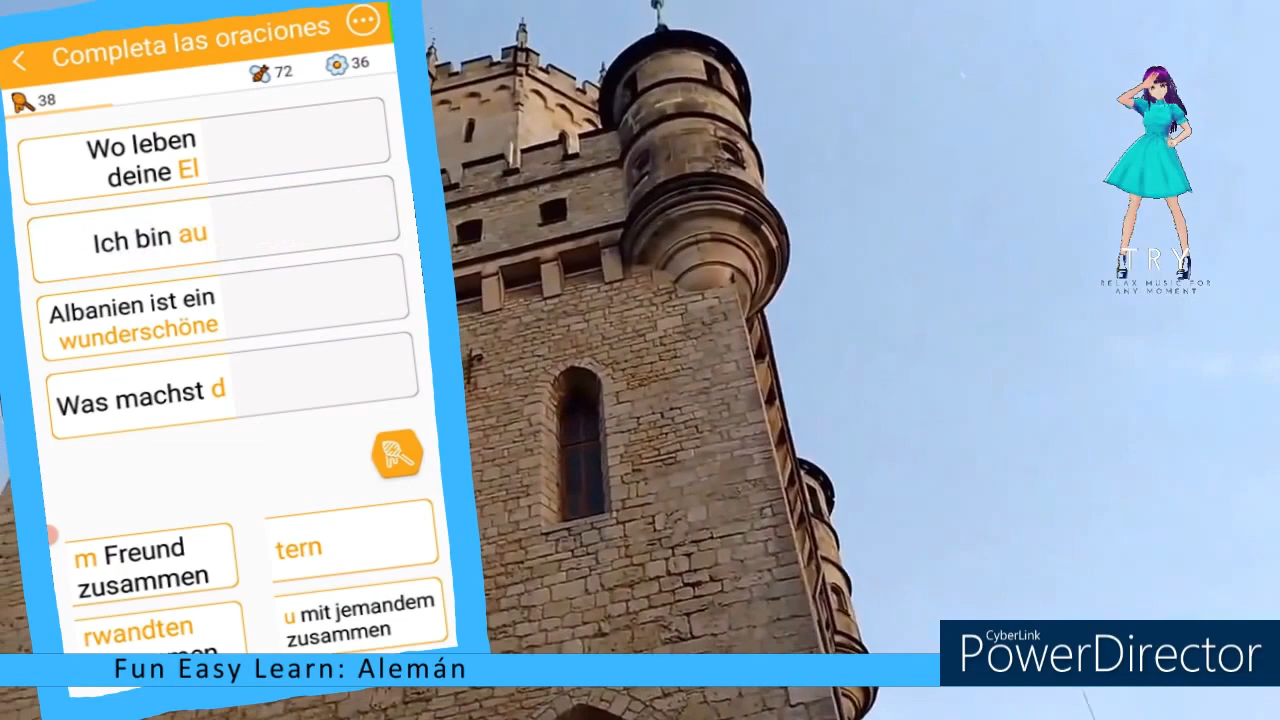 Completa las oraciones
72
36
38
Wo leben
deine El
Ich bin au
Albanien ist ein
wunderschöne
Was machst d
m Freund
zusammen
tern
rwandten
u mit jemandem
zusammen
TRY
RELAX MUSIC FOR
ANY MOMENT
Fun Easy Learn: Alemán
CyberLink
PowerDirector